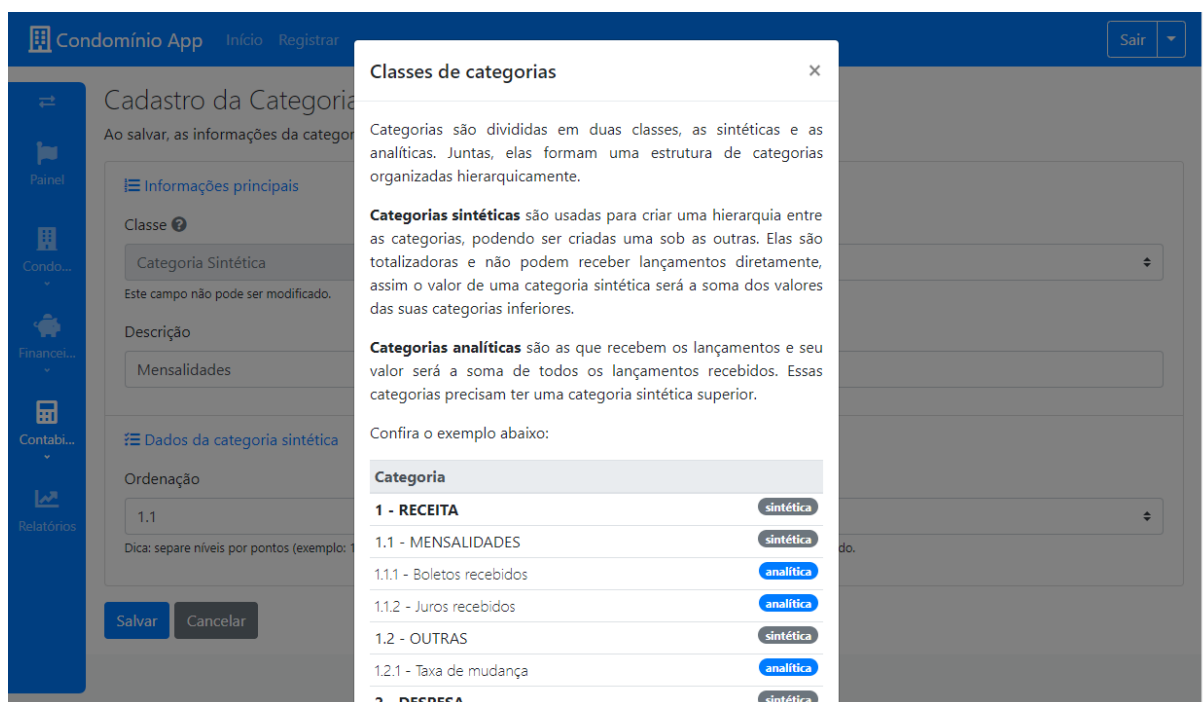 Condomínio App Início Registrar Sair
Cadastro da Categoria
Ao salvar, as informações da categor
Painel
Condo...
Financei...
Contabi...
Relatórios
Informações principais
Classe
Categoria Sintética
Este campo não pode ser modificado.
Descrição
Mensalidades
Dados da categoria sintética
Ordenação
1.1
Dica: separe níveis por pontos (exemplo: 1
do.
Salvar Cancelar
Classes de categorias ×
Categorias são divididas em duas classes, as sintéticas e as
analíticas. Juntas, elas formam uma estrutura de categorias
organizadas hierarquicamente.
Categorias sintéticas são usadas para criar uma hierarquia entre
as categorias, podendo ser criadas uma sob as outras. Elas são
totalizadoras e não podem receber lançamentos diretamente,
assim o valor de uma categoria sintética será a soma dos valores
das suas categorias inferiores.
Categorias analíticas são as que recebem os lançamentos e seu
valor será a soma de todos os lançamentos recebidos. Essas
categorias precisam ter uma categoria sintética superior.
Confira o exemplo abaixo:
Categoria
1 - RECEITA sintética
1.1 - MENSALIDADES sintética
1.1.1 - Boletos recebidos analítica
1.1.2 - Juros recebidos analítica
1.2 - OUTRAS sintética
1.2.1 - Taxa de mudança analítica
2 - DESPESA sintética